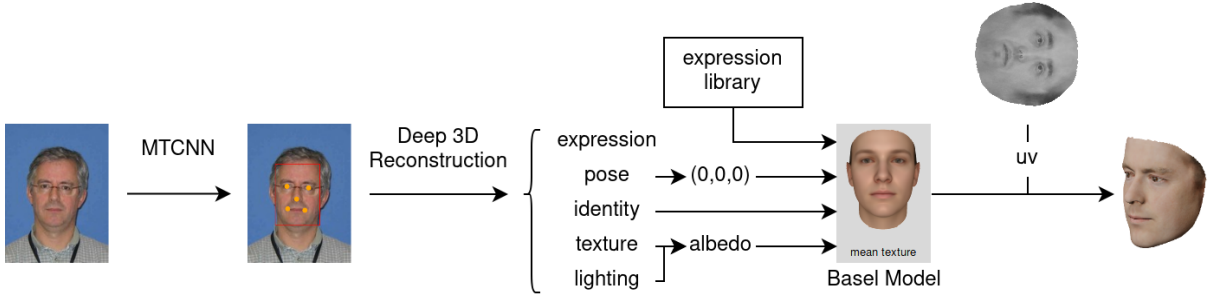 expression
library
MTCNN
Deep 3D
Reconstruction
expression
pose
(0,0,0)
identity
texture
albedo
lighting
mean texture
Basel Model
uv